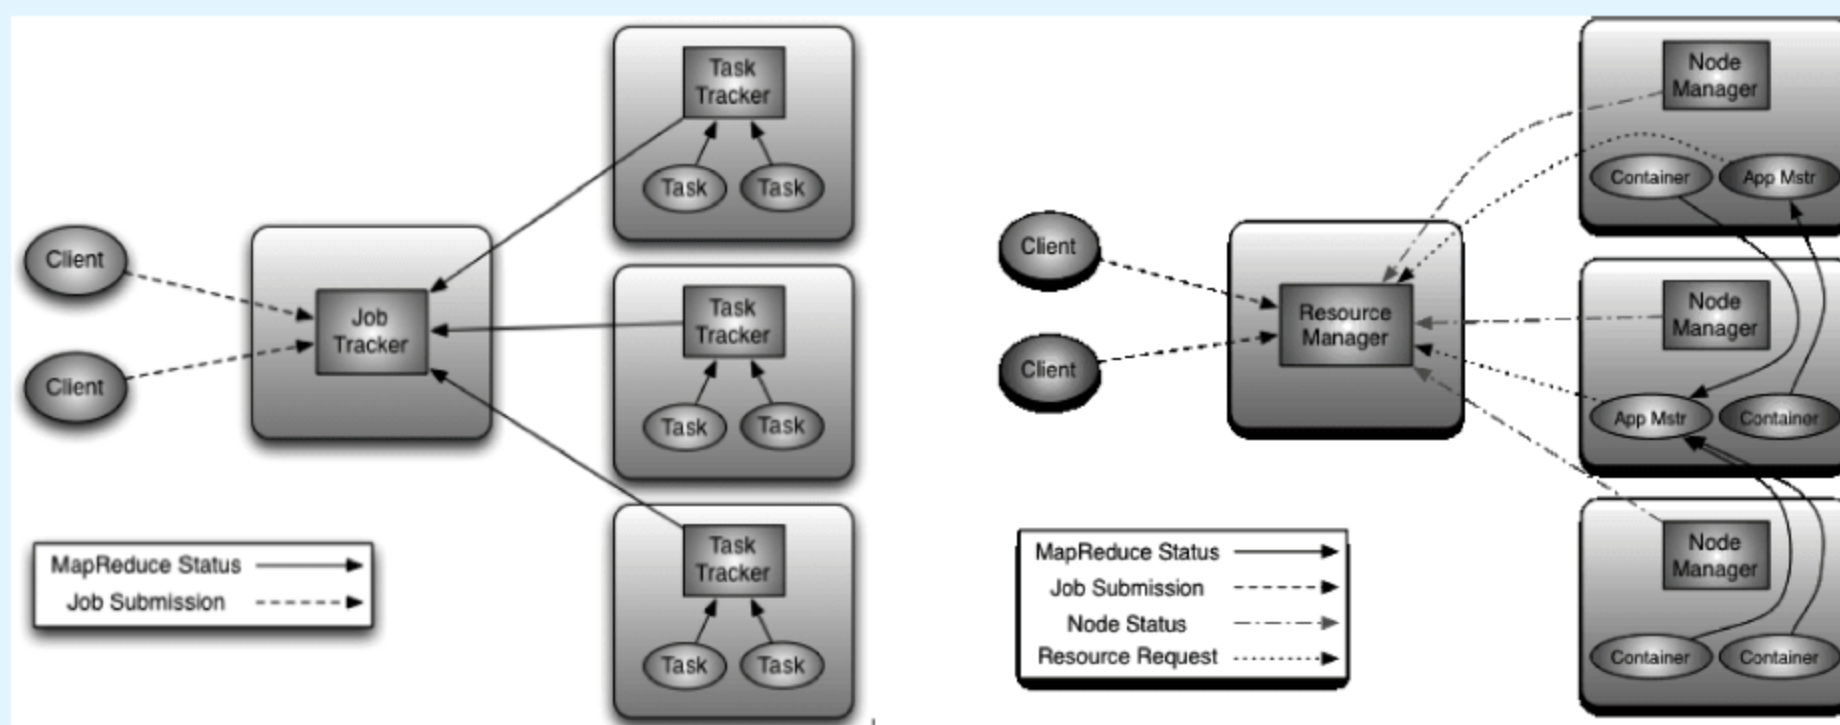 Task
Tracker
Task
Task
Client
Client
Job
Tracker
Task
Tracker
Task
Task
Task
Tracker
Task
Task
MapReduce Status
Job Submission
Node
Manager
Container
App Mstr
Client
Client
Resource
Manager
Node
Manager
App Mstr
Container
Node
Manager
Container
Container
MapReduce Status
Job Submission
Node Status
Resource Request